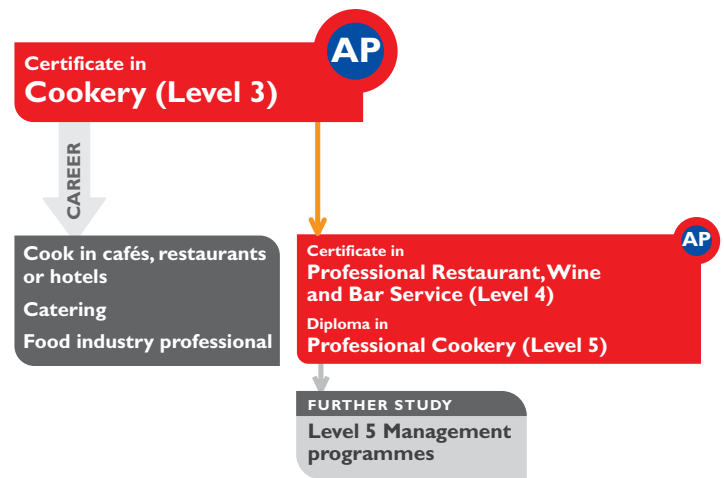 AP
Certificate in
Cookery (Level 3)
CAREER
Cook in cafés, restaurants
or hotels
Catering
Food industry professional
AP
Certificate in
Professional Restaurant, Wine
and Bar Service (Level 4)
Diploma in
Professional Cookery (Level 5)
FURTHER STUDY
Level 5 Management
programmes